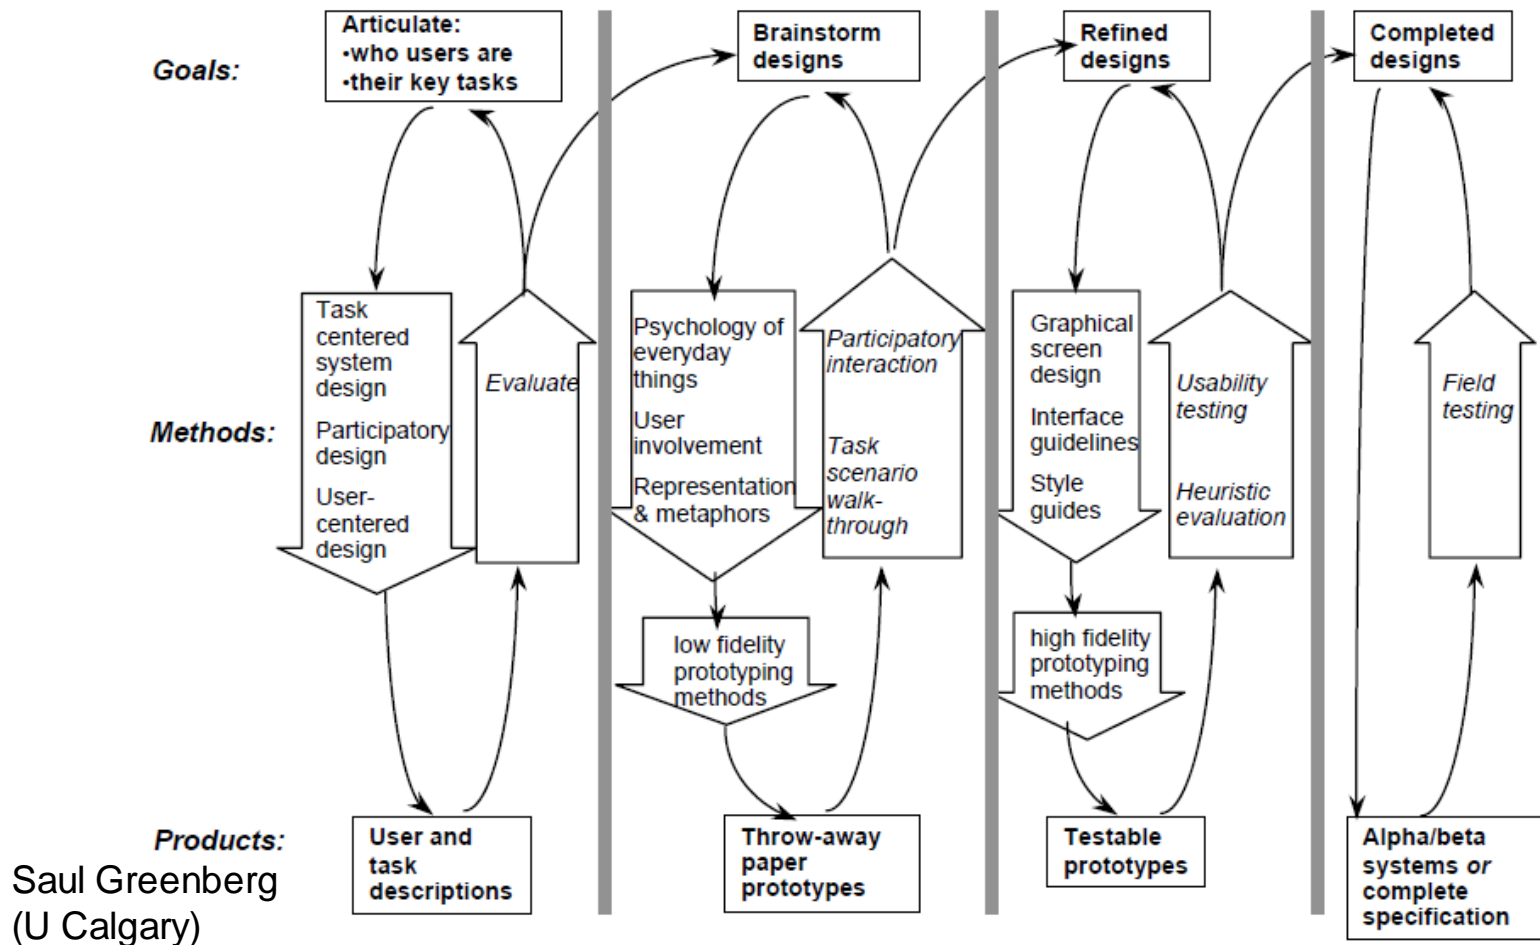 Goals:
Articulate:
•who users are
•their key tasks
Brainstorm
designs
Refined
designs
Completed
designs
Methods:
Task
centered
system
design
Participatory
design
User-
centered
design
Evaluate
Psychology of
everyday
things
User
involvement
Representation
& metaphors
low fidelity
prototyping
methods
Participatory
interaction
Task
scenario
walk-
through
Graphical
screen
design
Interface
guidelines
Style
guides
high fidelity
prototyping
methods
Usability
testing
Heuristic
evaluation
Field
testing
Products:
User and
task
descriptions
Throw-away
paper
prototypes
Testable
prototypes
Alpha/beta
systems or
complete
specification
Saul Greenberg
(U Calgary)